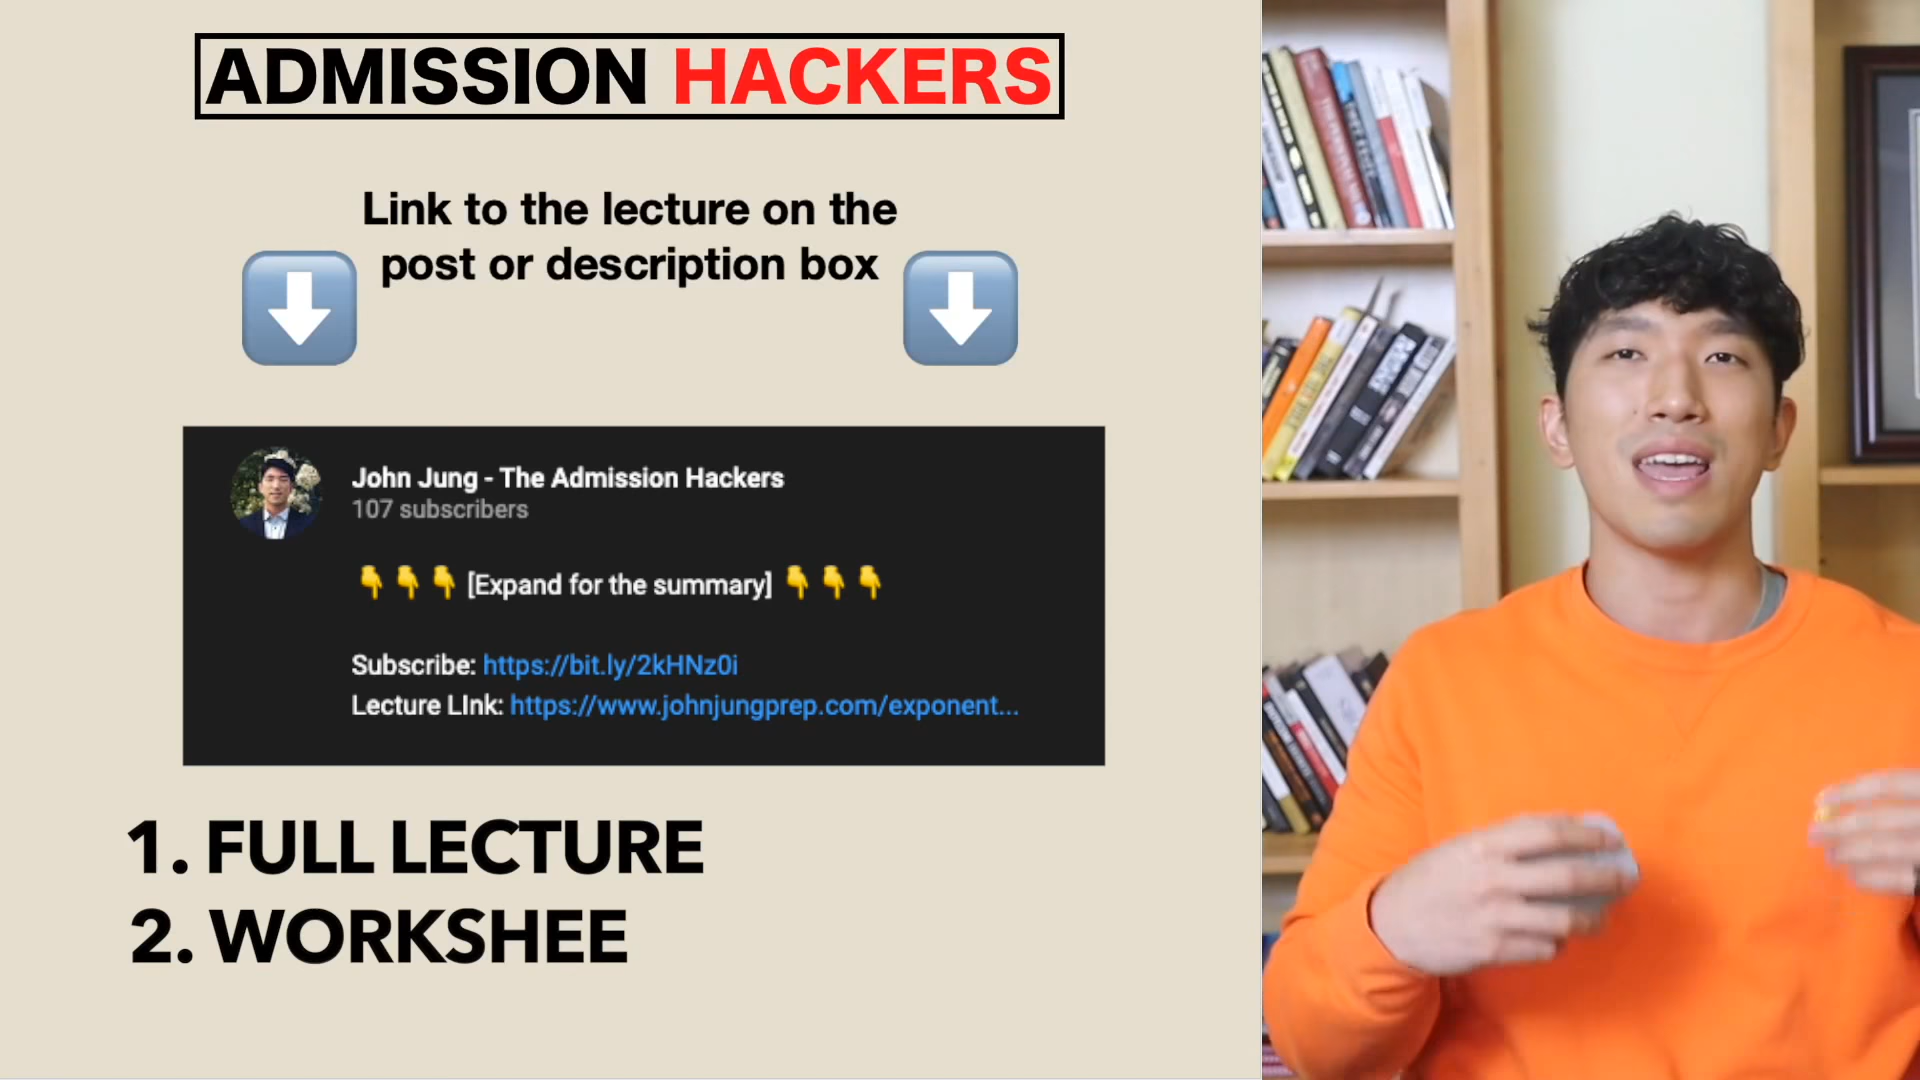 ADMISSION HACKERS
Link to the lecture on the
post or description box
John Jung - The Admission Hackers
107 subscribers
[Expand for the summary]
Subscribe: https://bit.ly/2kHNz0i
Lecture LInk: https://www.johnjungprep.com/exponent...
1. FULL LECTURE
2. WORKSHEE